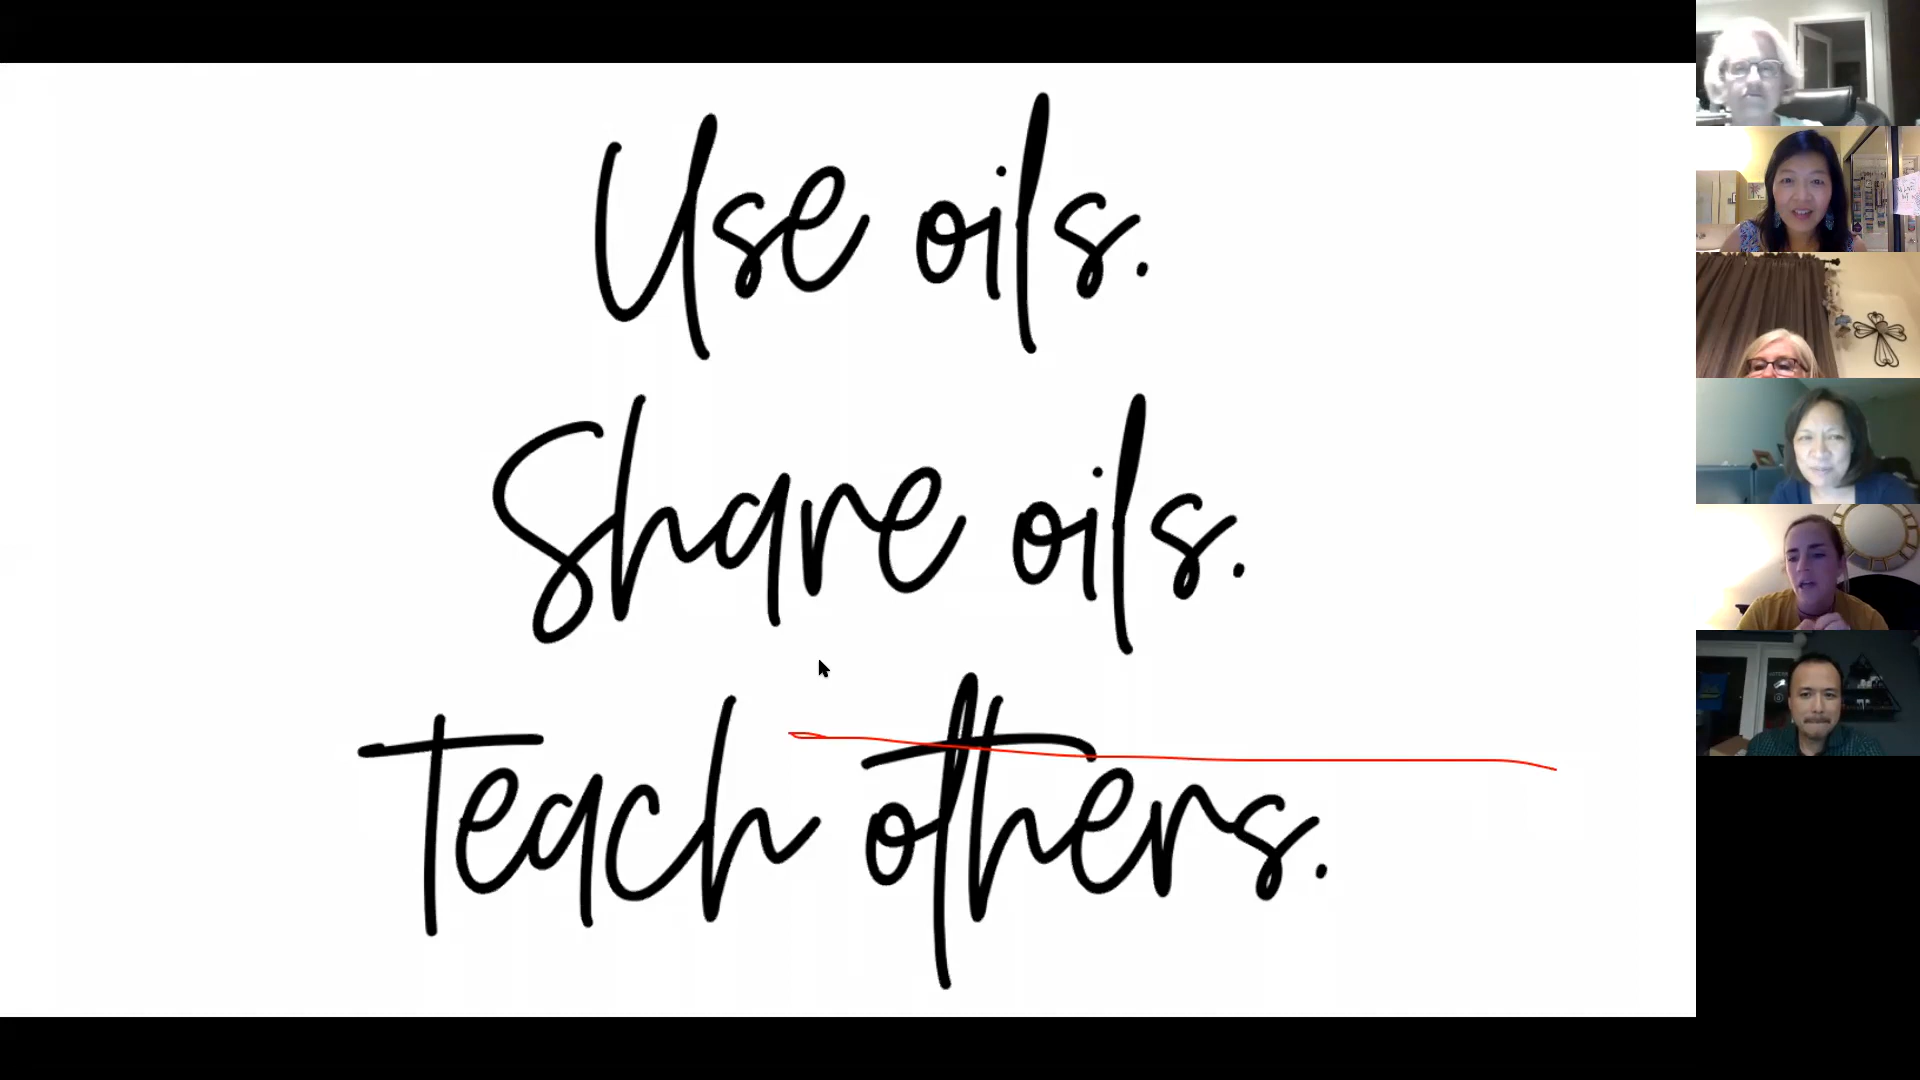 Use oils.
Share oils.
Teach others.